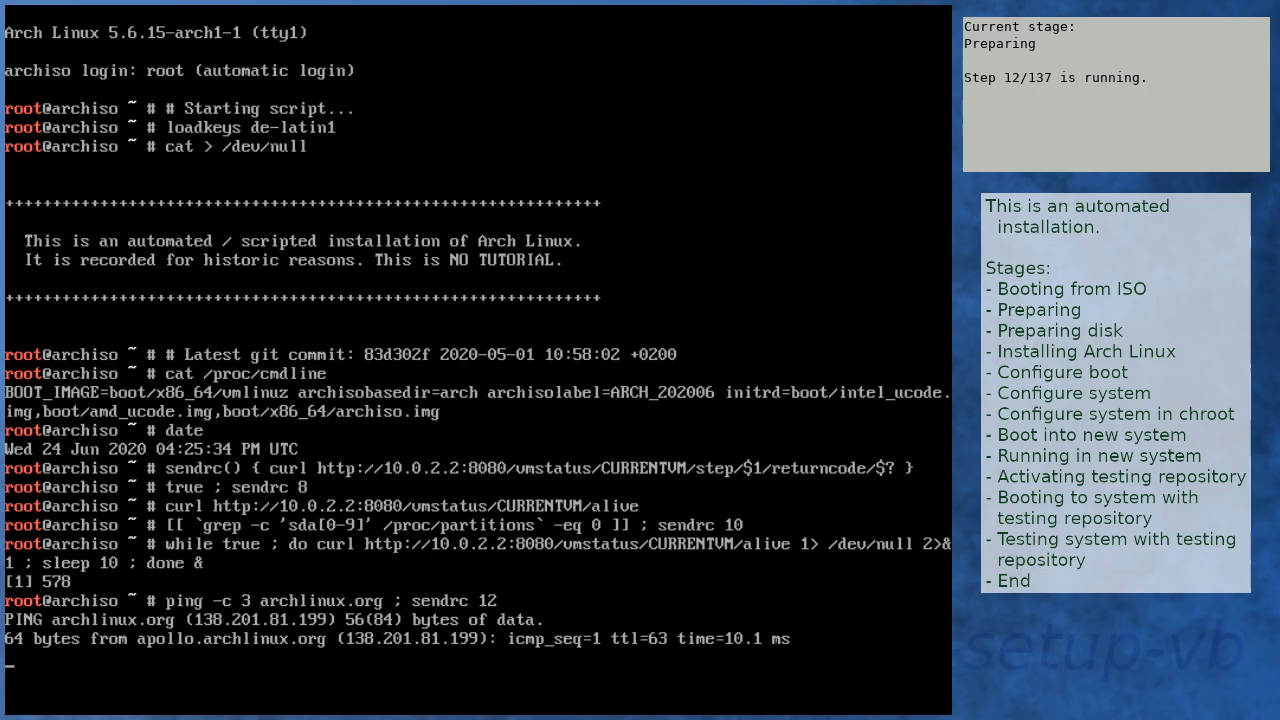 Arch Linux 5.6.15-arch1-1 (tty1)
archiso login: root (automatic login)
root@archiso ~ # # Starting script...
root@archiso ~ # loadkeys de-latin1
root@archiso ~ # cat > /dev/null
+++++++++++++++++++++++++++++++++++++++++++++++++++++++++++++++
This is an automated / scripted installation of Arch Linux.
It is recorded for historic reasons. This is NO TUTORIAL.
+++++++++++++++++++++++++++++++++++++++++++++++++++++++++++++++
root@archiso ~ # # Latest git commit: 83d302f 2020-05-01 10:58:02 +0200
root@archiso ~ # cat /proc/cmdline
BOOT_IMAGE=boot/x86_64/vmlinuz archisobasedir=arch archisolabel=ARCH_202006 initrd=boot/intel_ucode.
img,boot/amd_ucode.img,boot/x86_64/archiso.img
root@archiso ~ # date
Wed 24 Jun 2020 04:25:34 PM UTC
root@archiso ~ # sendrc() { curl http://10.0.2.2:8080/vmstatus/CURRENTVM/step/$1/returncode/$? }
root@archiso ~ # true ; sendrc 8
root@archiso ~ # curl http://10.0.2.2:8080/vmstatus/CURRENTVM/alive
root@archiso ~ # [[ `grep -c 'sda[0-9]' /proc/partitions` -eq 0 ]] ; sendrc 10
root@archiso ~ # while true ; do curl http://10.0.2.2:8080/vmstatus/CURRENTVM/alive 1> /dev/null 2>&
1 ; sleep 10 ; done &
[1] 578
root@archiso ~ # ping -c 3 archlinux.org ; sendrc 12
PING archlinux.org (138.201.81.199) 56(84) bytes of data.
64 bytes from apollo.archlinux.org (138.201.81.199): icmp_seq=1 ttl=63 time=10.1 ms
_
Current stage:
Preparing
Step 12/137 is running.
This is an automated
installation.
Stages:
- Booting from ISO
- Preparing
- Preparing disk
- Installing Arch Linux
- Configure boot
- Configure system
- Configure system in chroot
- Boot into new system
- Running in new system
- Activating testing repository
- Booting to system with
testing repository
- Testing system with testing
repository
- End
-setup-vb